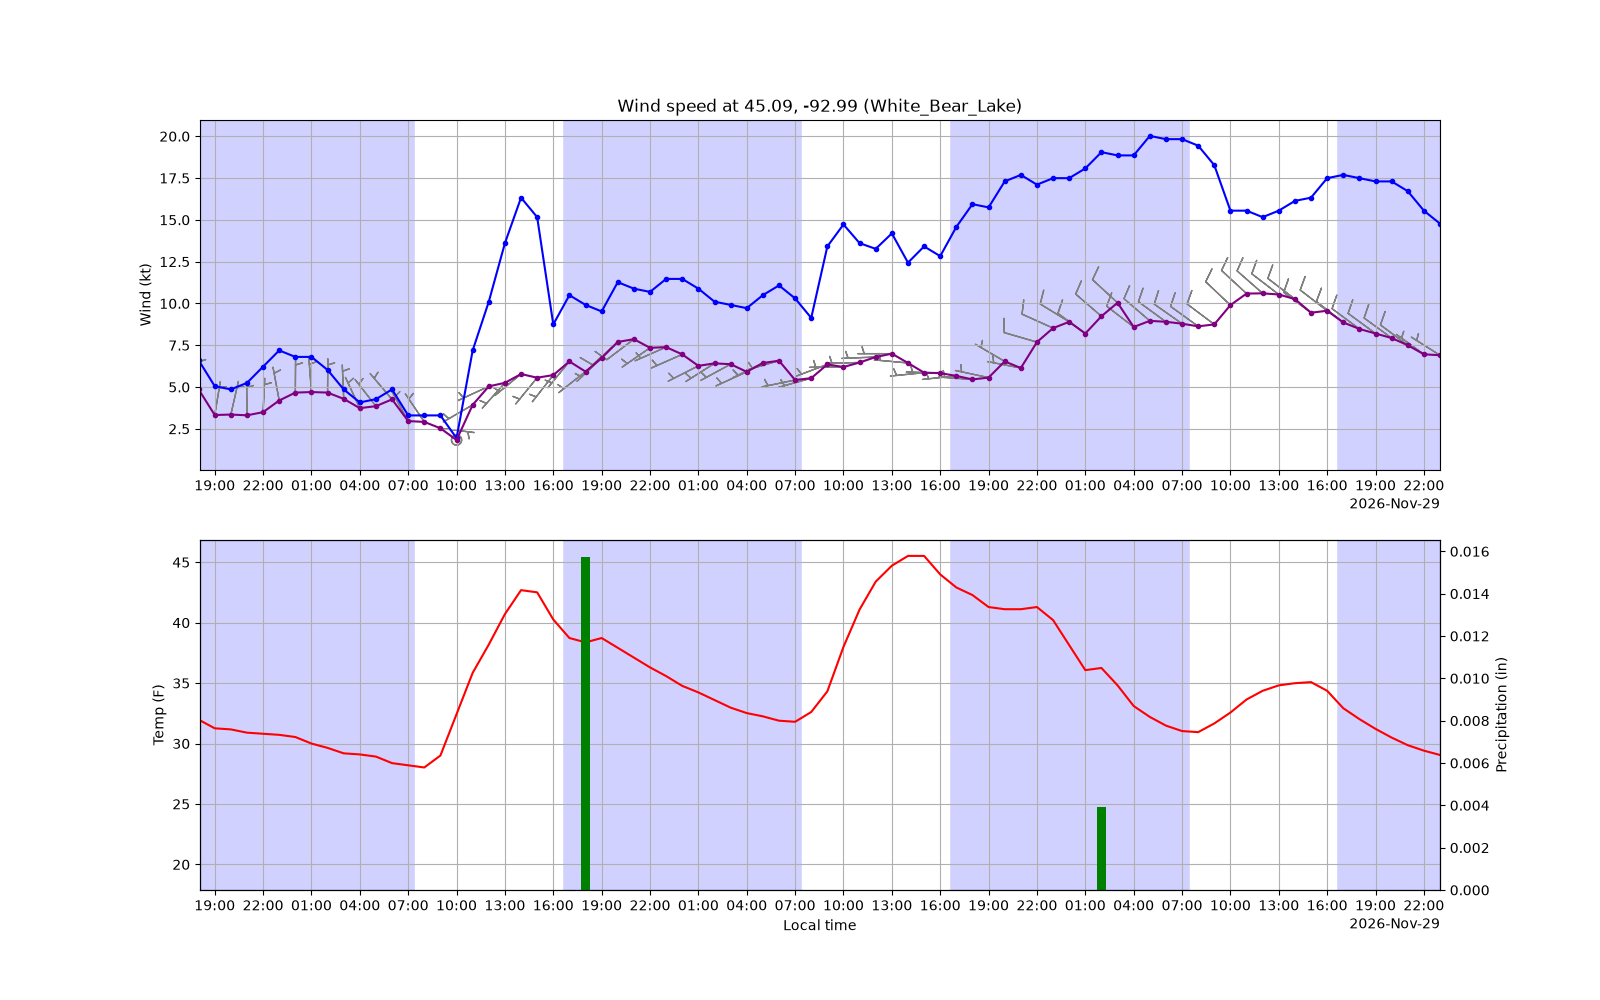 Wind speed at 45.09, -92.99 (White_Bear_Lake)
Wind (kt)
20.0
17.5
15.0
12.5
10.0
7.5
5.0
2.5
19:00 22:00 01:00 04:00 07:00 10:00 13:00 16:00 19:00 22:00 01:00 04:00 07:00 10:00 13:00 16:00 19:00 22:00 01:00 04:00 07:00 10:00 13:00 16:00 19:00 22:00
2026-Nov-29
Temp (F)
45
40
35
30
25
20
0.016
0.014
0.012
0.010
0.008
0.006
0.004
0.002
0.000
Precipitation (in)
19:00 22:00 01:00 04:00 07:00 10:00 13:00 16:00 19:00 22:00 01:00 04:00 07:00 10:00 13:00 16:00 19:00 22:00 01:00 04:00 07:00 10:00 13:00 16:00 19:00 22:00
Local time
2026-Nov-29